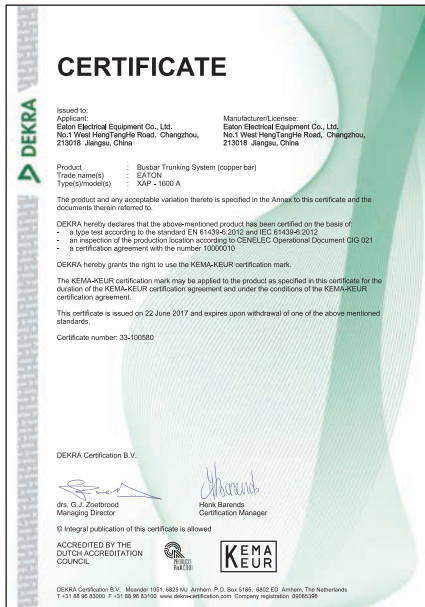 DEKRA
CERTIFICATE
Issued to:
Applicant:
Eaton Electrical Equipment Co., Ltd.
No.1 West HengTangHe Road, Changzhou,
213018 Jiangsu, China
Manufacturer/Licensee:
Eaton Electrical Equipment Co., Ltd.
No.1 West HengTangHe Road, Changzhou,
213018 Jiangsu, China
Product : Busbar Trunking System (copper bar)
Trade name(s) : EATON
Type(s)/model(s) : XAP - 1600 A
The product and any acceptable variation thereto is specified in the Annex to this certificate and the
documents therein referred to.
DEKRA hereby declares that the above-mentioned product has been certified on the basis of:
- a type test according to the standard EN 61439-6:2012 and IEC 61439-6:2012
- an inspection of the production location according to CENELEC Operational Document CIG 021
- a certification agreement with the number 10000010
DEKRA hereby grants the right to use the KEMA-KEUR certification mark.
The KEMA-KEUR certification mark may be applied to the product as specified in this certificate for the
duration of the KEMA-KEUR certification agreement and under the conditions of the KEMA-KEUR
certification agreement.
This certificate is issued on 22 June 2017 and expires upon withdrawal of one of the above mentioned
standards.
Certificate number: 33-100580
DEKRA Certification B.V.
drs. G.J. Zoetbrood
Managing Director
Henk Barends
Certification Manager
© Integral publication of this certificate is allowed
ACCREDITED BY THE
DUTCH ACCREDITATION
COUNCIL
PRODUCTS
RvA C 001
KEMA
KEUR
DEKRA Certification B.V. Meander 1051, 6825 MJ Arnhem P.O. Box 5185, 6802 ED Arnhem, The Netherlands
T +31 88 96 83000 F +31 88 96 83100 www.dekra-certification.com Company registration 09085396